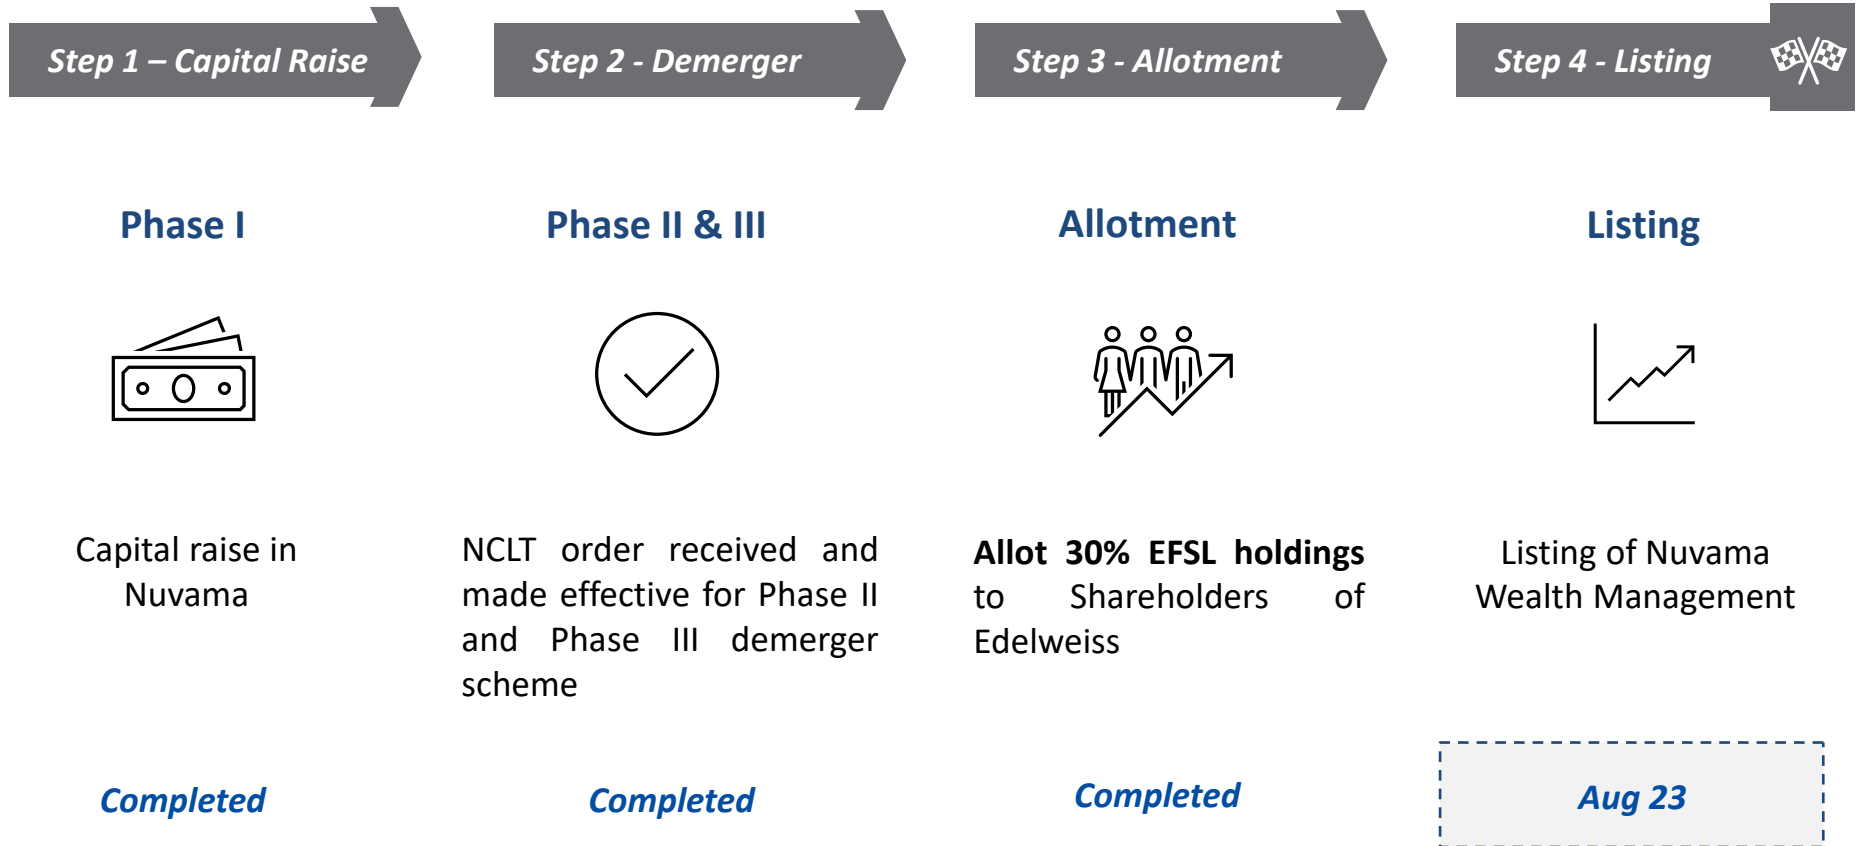 Step 1 – Capital Raise
Step 2 - Demerger
Step 3 - Allotment
Step 4 - Listing
Phase I
Phase II & III
Allotment
Listing
Capital raise in
Nuvama
NCLT order received and
made effective for Phase II
and Phase III demerger
scheme
Allot 30% EFSL holdings
to Shareholders of
Edelweiss
Listing of Nuvama
Wealth Management
Completed
Completed
Completed
Aug 23